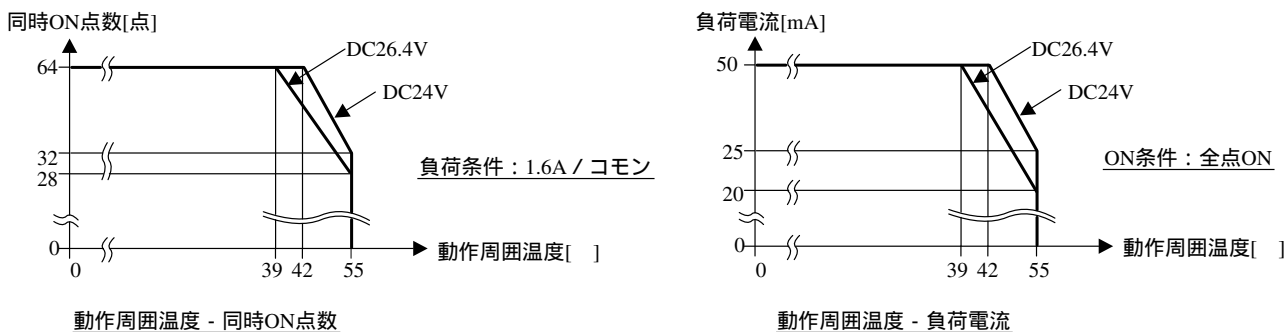 同時ON点数[点]
64
32
28
0
0
39
42
55
DC26.4V
DC24V
負荷条件：1.6A / コモン
動作周囲温度[　]
動作周囲温度 - 同時ON点数
負荷電流[mA]
50
25
20
0
0
39
42
55
DC26.4V
DC24V
ON条件：全点ON
動作周囲温度[　]
動作周囲温度 - 負荷電流